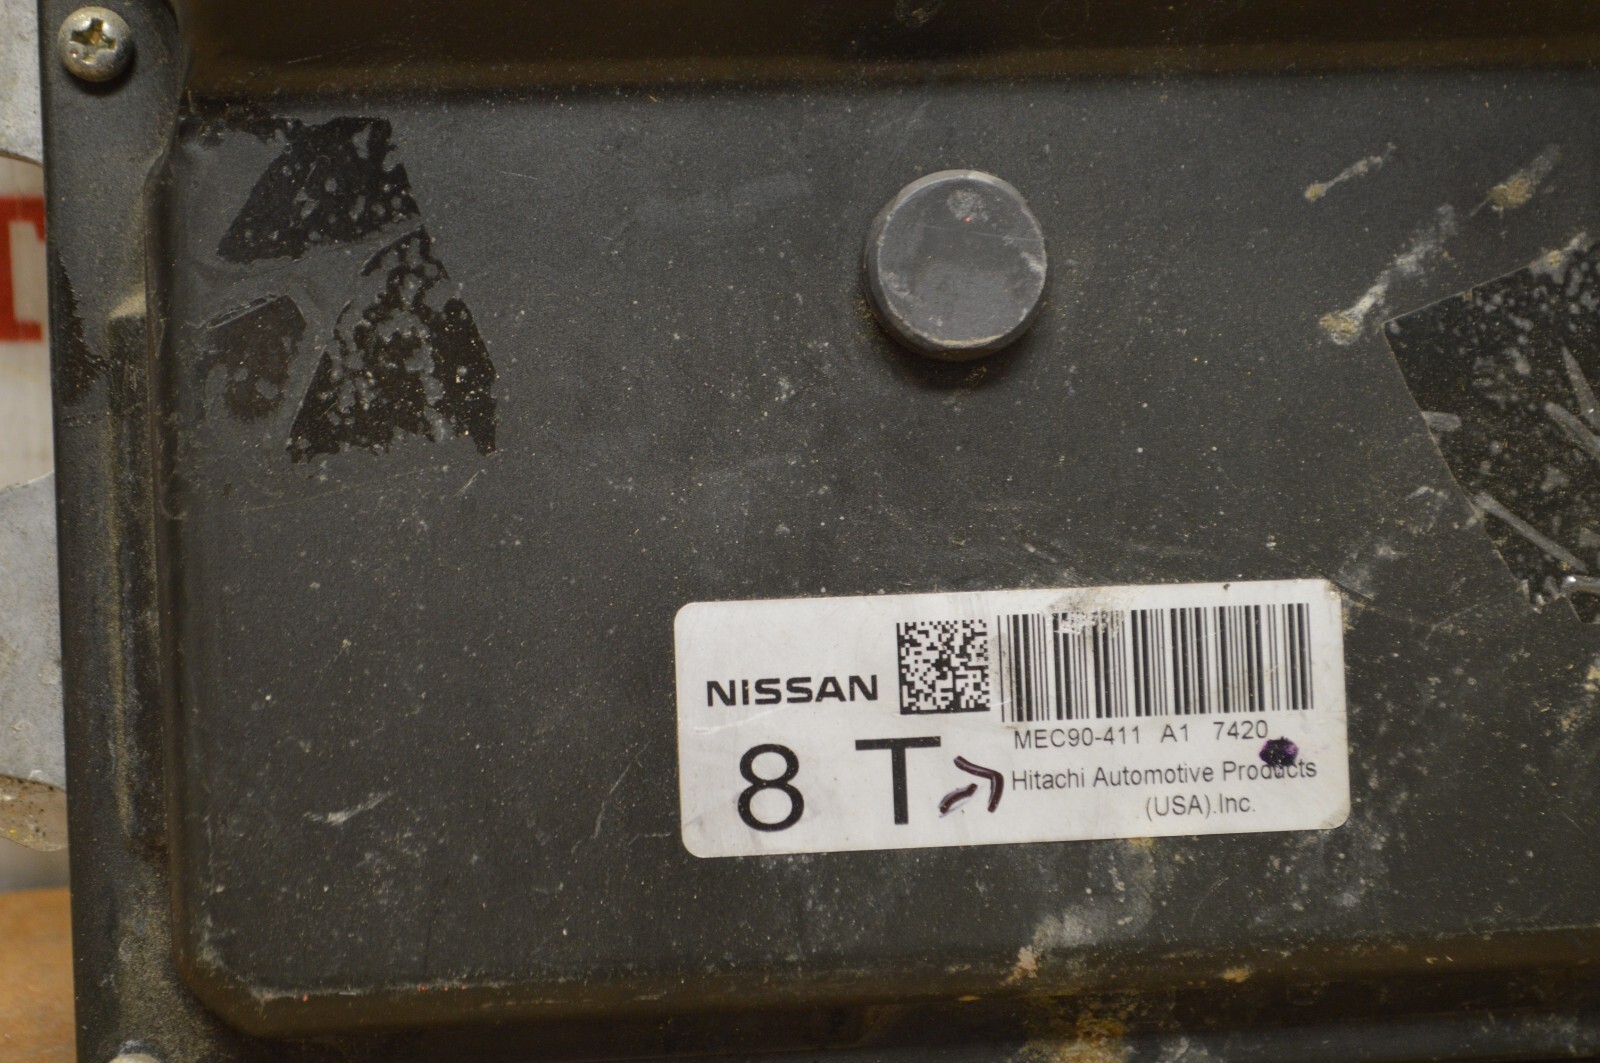 NISSAN
MEC90-411 A1 7420
8 T
Hitachi Automotive Products
(USA).Inc.